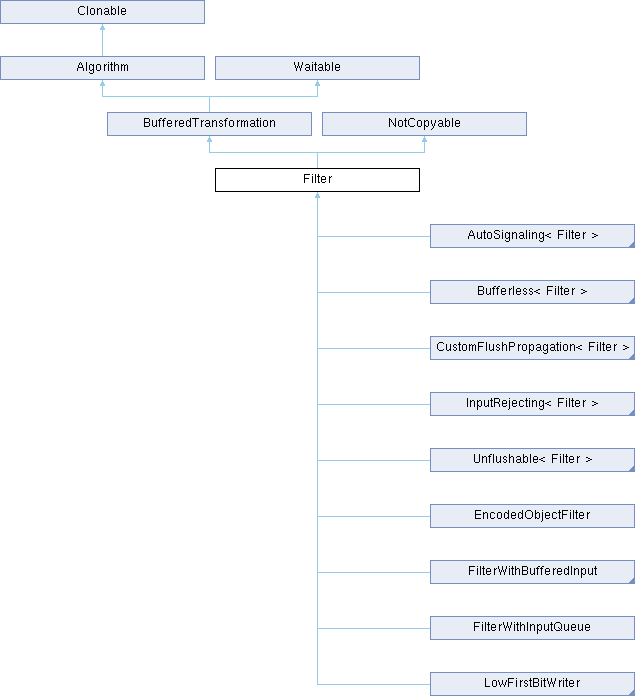 Clonable
Algorithm
Waitable
BufferedTransformation
NotCopyable
Filter
AutoSignaling< Filter >
Bufferless< Filter >
CustomFlushPropagation< Filter >
InputRejecting< Filter >
Unflushable< Filter >
EncodedObjectFilter
FilterWithBufferedInput
FilterWithInputQueue
LowFirstBitWriter